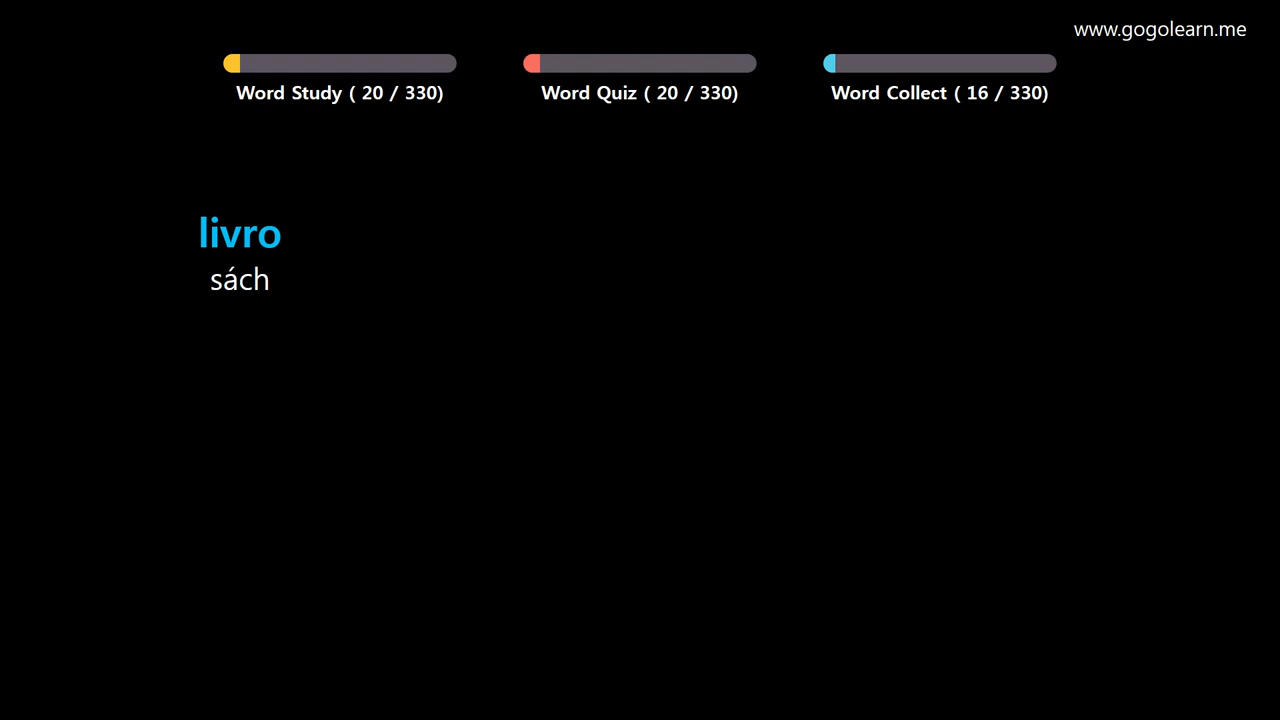 www.gogolearn.me
Word Study ( 20 / 330)
Word Quiz ( 20 / 330)
Word Collect ( 16 / 330)
livro
sách